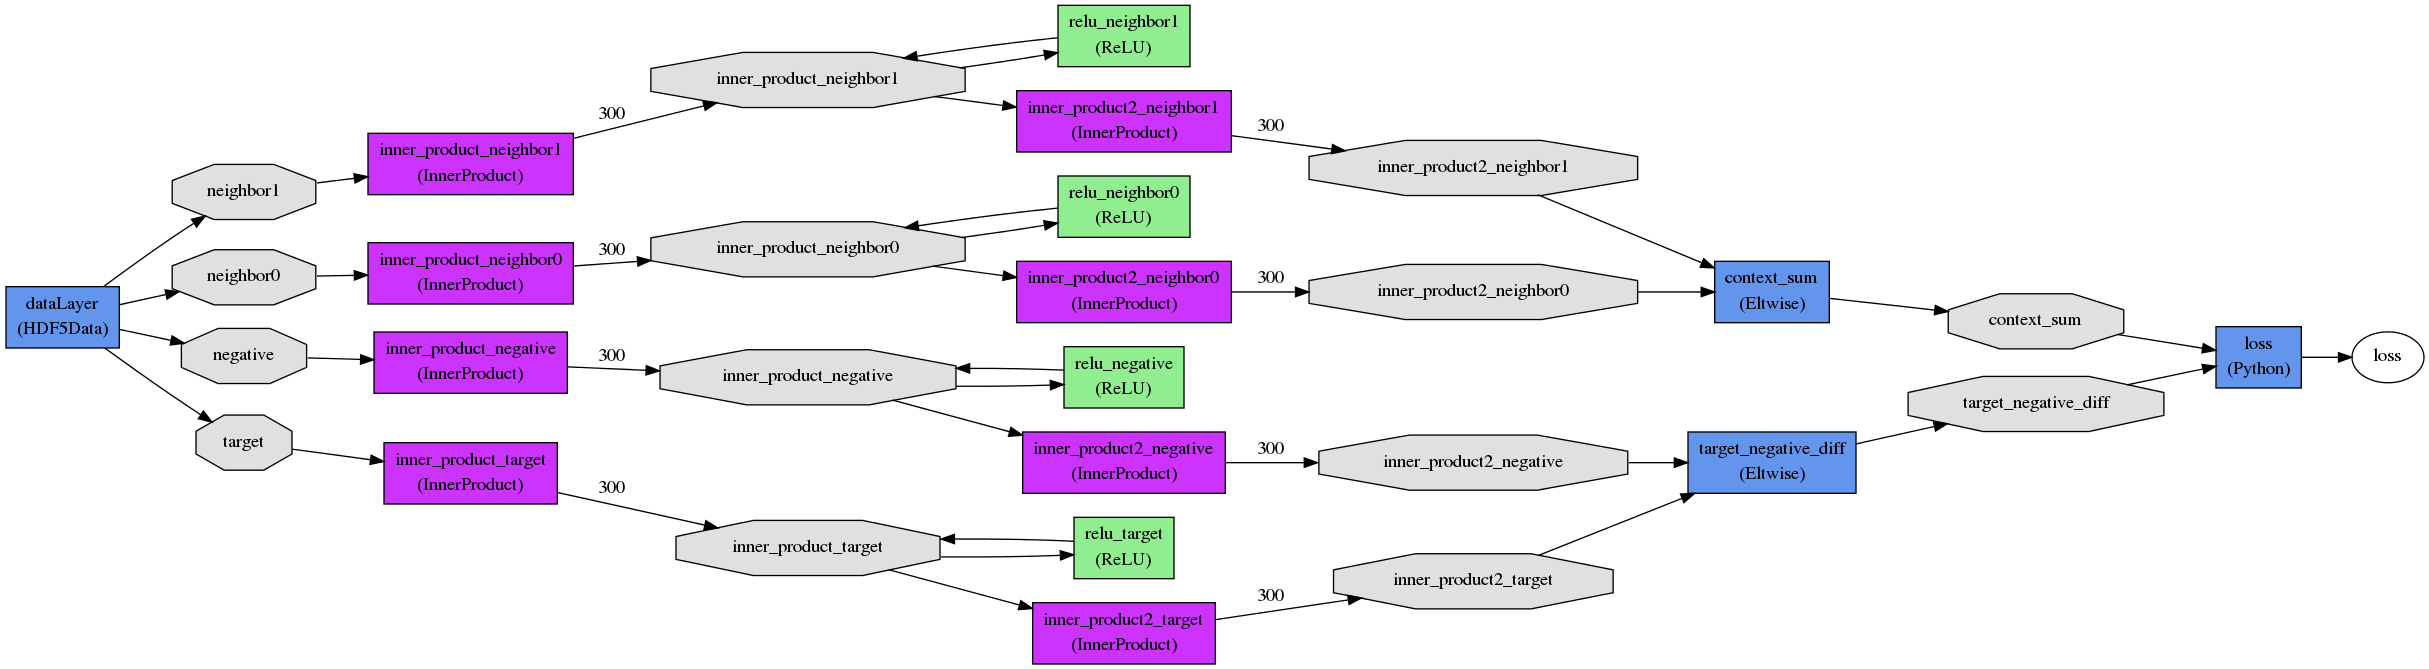 dataLayer
(HDF5Data)
neighbor1
neighbor0
negative
target
inner_product_neighbor1
(InnerProduct)
inner_product_neighbor0
(InnerProduct)
inner_product_negative
(InnerProduct)
inner_product_target
(InnerProduct)
300
300
300
300
inner_product_neighbor1
inner_product_neighbor0
inner_product_negative
inner_product_target
relu_neighbor1
(ReLU)
inner_product2_neighbor1
(InnerProduct)
relu_neighbor0
(ReLU)
inner_product2_neighbor0
(InnerProduct)
relu_negative
(ReLU)
inner_product2_negative
(InnerProduct)
relu_target
(ReLU)
inner_product2_target
(InnerProduct)
300
300
300
300
inner_product2_neighbor1
inner_product2_neighbor0
inner_product2_negative
inner_product2_target
context_sum
(Eltwise)
target_negative_diff
(Eltwise)
context_sum
target_negative_diff
loss
(Python)
loss